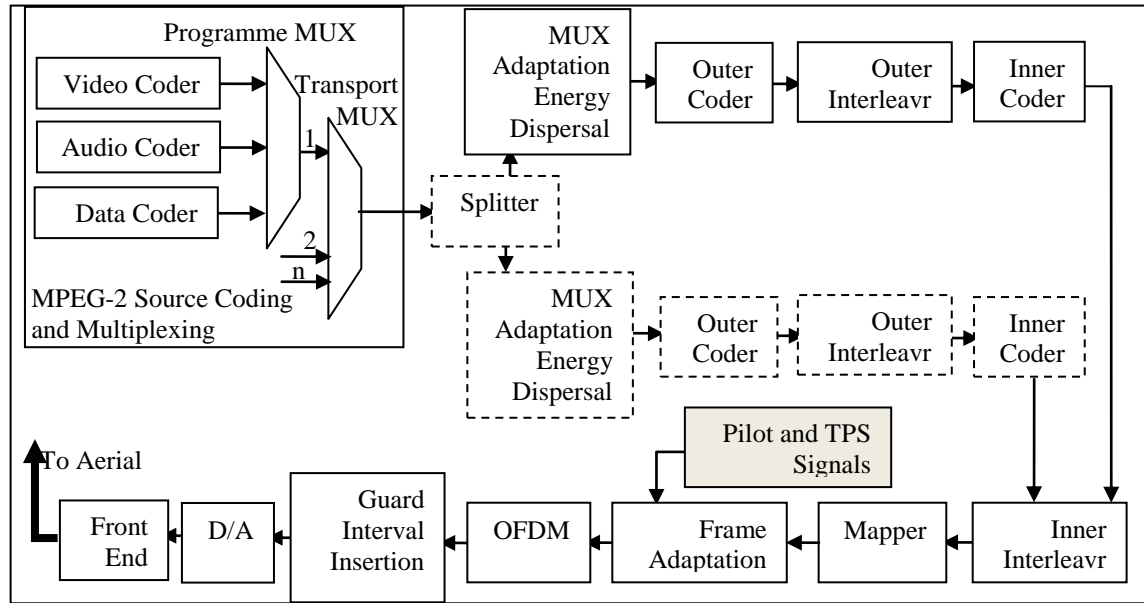 Programme MUX
Video Coder
Audio Coder
Data Coder
Transport
MUX
1
2
n
MPEG-2 Source Coding
and Multiplexing
Splitter
MUX
Adaptation
Energy
Dispersal
Outer
Coder
Outer
Interleavr
Inner
Coder
MUX
Adaptation
Energy
Dispersal
Outer
Coder
Outer
Interleavr
Inner
Coder
Pilot and TPS
Signals
To Aerial
Front
End
D/A
Guard
Interval
Insertion
OFDM
Frame
Adaptation
Mapper
Inner
Interleavr